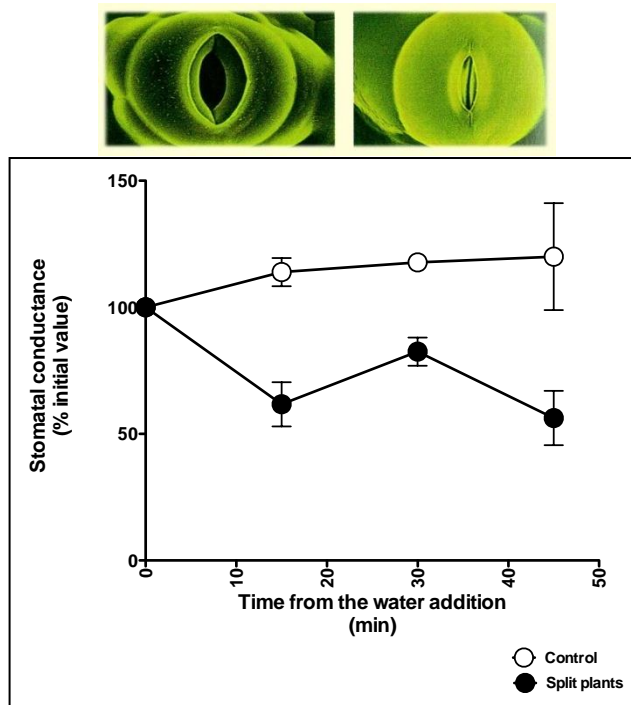 150
100
50
0
Stomatal conductance
(% initial value)
0
10
20
30
40
50
Time from the water addition
(min)
Control
Split plants